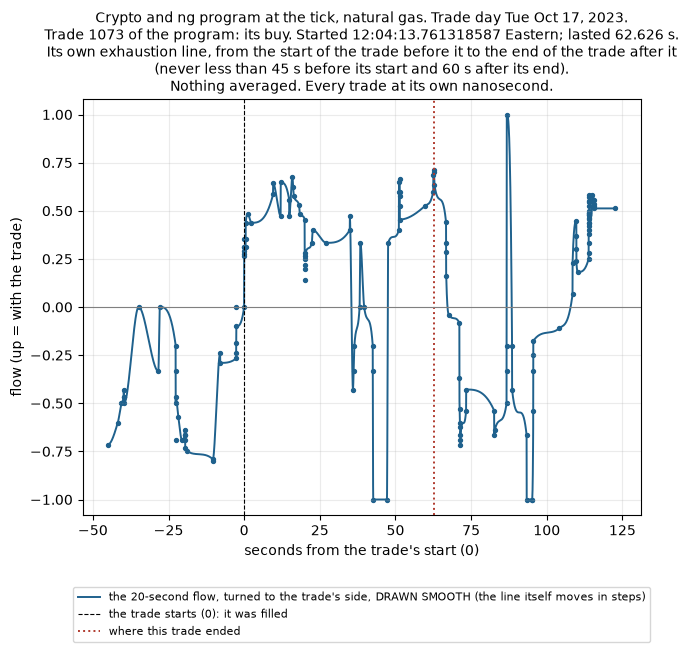 Crypto and ng program at the tick, natural gas. Trade day Tue Oct 17, 2023.
Trade 1073 of the program: its buy. Started 12:04:13.761318587 Eastern; lasted 62.626 s.
Its own exhaustion line, from the start of the trade before it to the end of the trade after it
(never less than 45 s before its start and 60 s after its end).
Nothing averaged. Every trade at its own nanosecond.
1.00
0.75
0.50
0.25
0.00
−0.25
−0.50
−0.75
−1.00
flow (up = with the trade)
−50
−25
0
25
50
75
100
125
seconds from the trade's start (0)
the 20-second flow, turned to the trade's side, DRAWN SMOOTH (the line itself moves in steps)
the trade starts (0): it was filled
where this trade ended